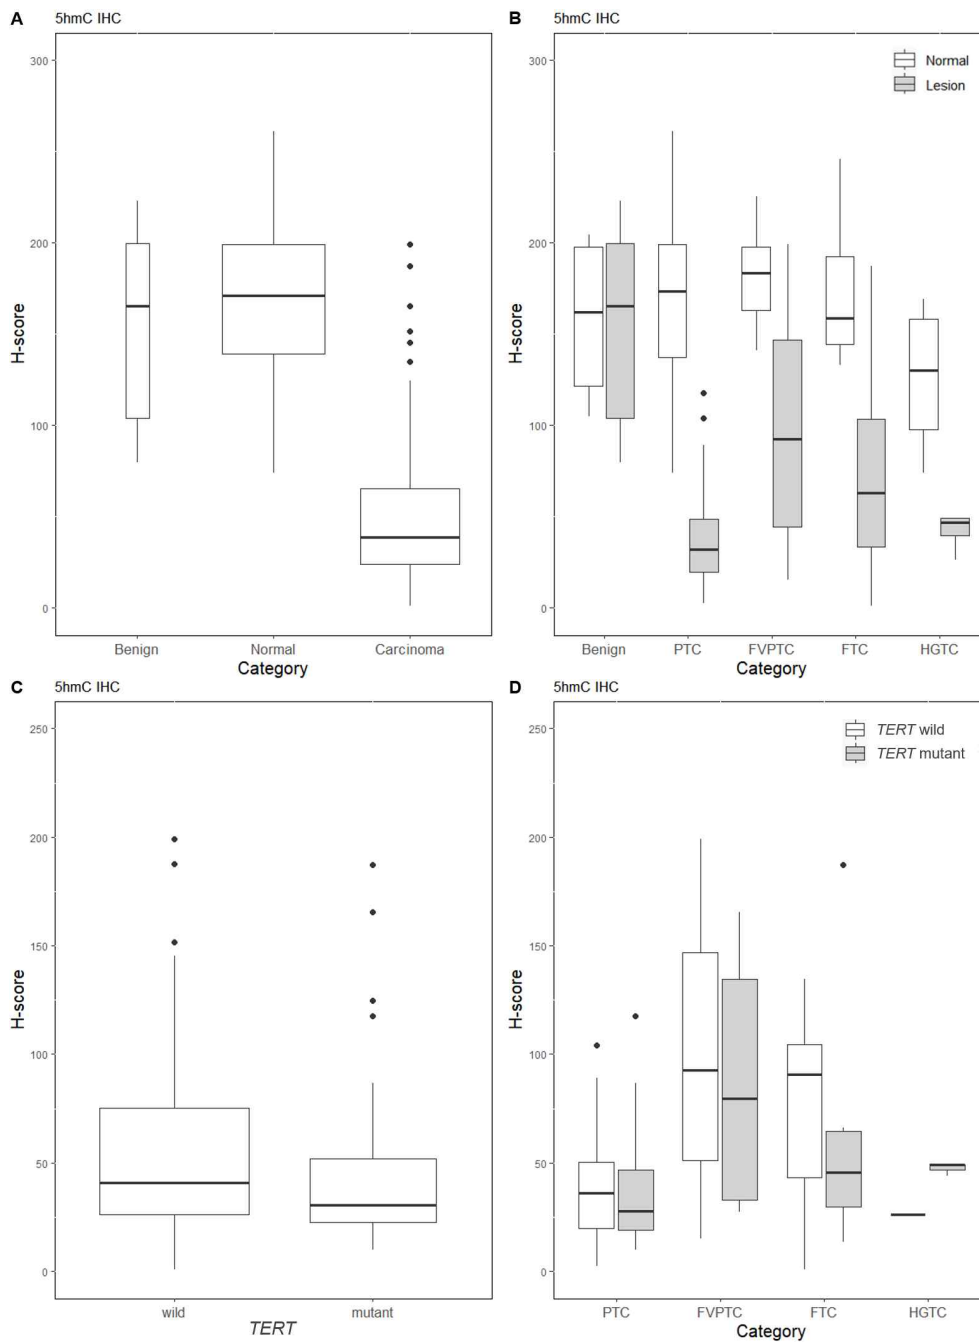 A
5hmC IHC
300
200
100
0
H-score
Benign
Normal
Carcinoma
Category
B
5hmC IHC
Normal
Lesion
300
200
100
0
H-score
Benign
PTC
FVPTC
FTC
HGTC
Category
C
5hmC IHC
250
200
150
100
50
0
H-score
wild
mutant
TERT
D
5hmC IHC
TERT wild
TERT mutant
250
200
150
100
50
0
H-score
PTC
FVPTC
FTC
HGTC
Category